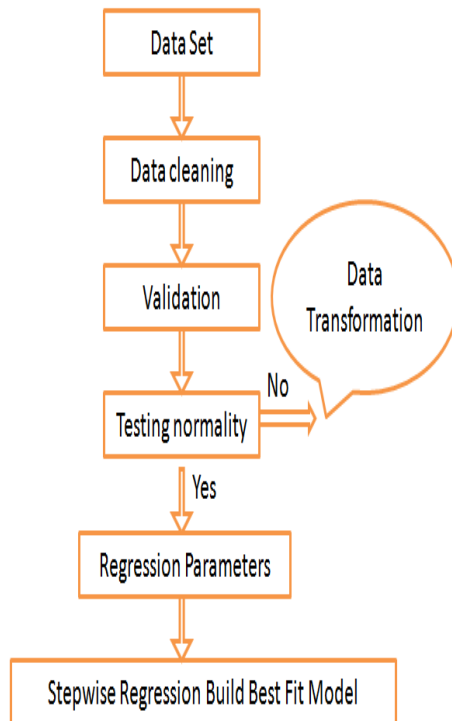 Data Set
Data cleaning
Validation
Data
Transformation
No
Testing normality
Yes
Regression Parameters
Stepwise Regression Build Best Fit Model